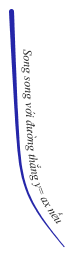 Song song với đường thẳng y= ax nếu